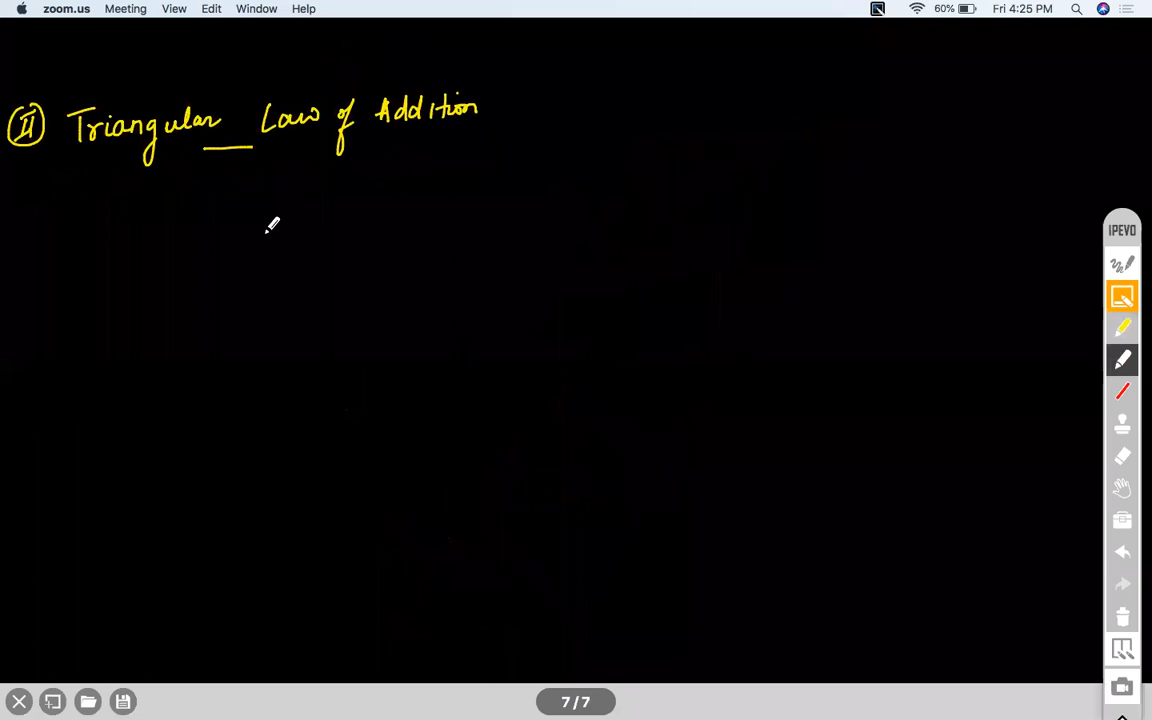 zoom.us Meeting View Edit Window Help 60% Fri 4:25 PM
II Triangular Law of Addition
IPEVO
7/7